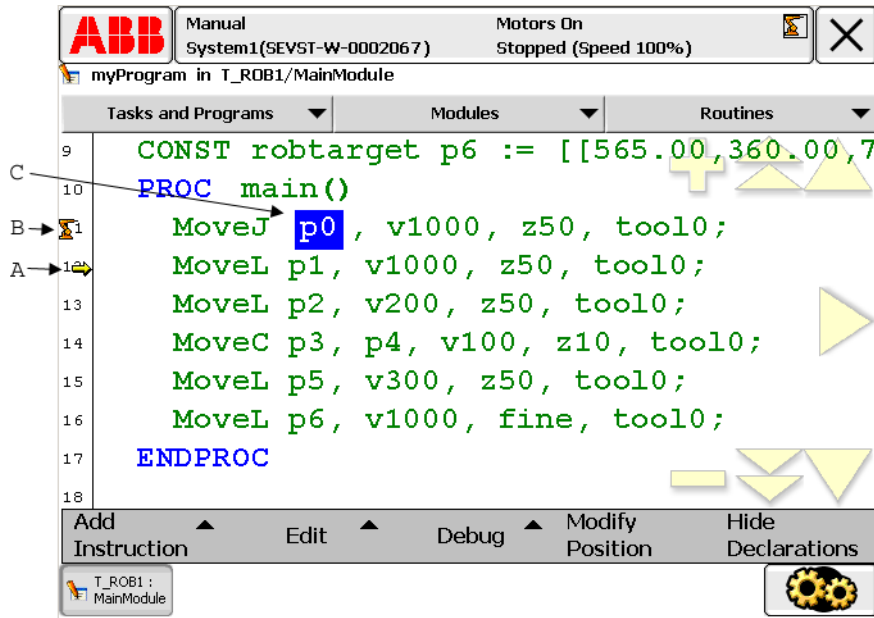 ABB
Manual Motors On
System1(SEVST-W-0002067) Stopped (Speed 100%)
myProgram in T_ROB1/MainModule
Tasks and Programs Modules Routines
9 CONST robtarget p6 := [[565.00,360.00,7
C
10 PROC main()
B 1 MoveJ p0 , v1000, z50, tool0;
A 12 MoveL p1, v1000, z50, tool0;
13 MoveL p2, v200, z50, tool0;
14 MoveC p3, p4, v100, z10, tool0;
15 MoveL p5, v300, z50, tool0;
16 MoveL p6, v1000, fine, tool0;
17 ENDPROC
18
Add Instruction Edit Debug Modify Position Hide Declarations
T_ROB1 :
MainModule